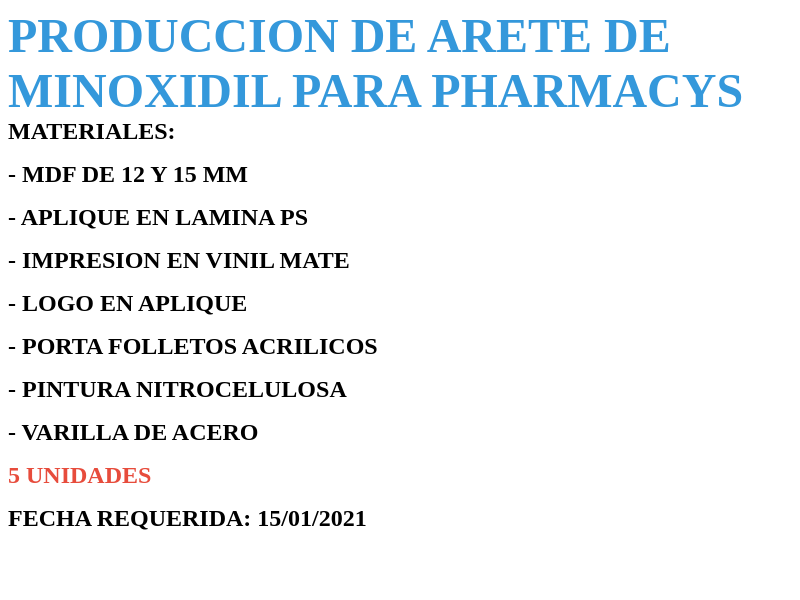 PRODUCCION DE ARETE DE
MINOXIDIL PARA PHARMACYS
MATERIALES:
- MDF DE 12 Y 15 MM
- APLIQUE EN LAMINA PS
- IMPRESION EN VINIL MATE
- LOGO EN APLIQUE
- PORTA FOLLETOS ACRILICOS
- PINTURA NITROCELULOSA
- VARILLA DE ACERO
5 UNIDADES
FECHA REQUERIDA: 15/01/2021